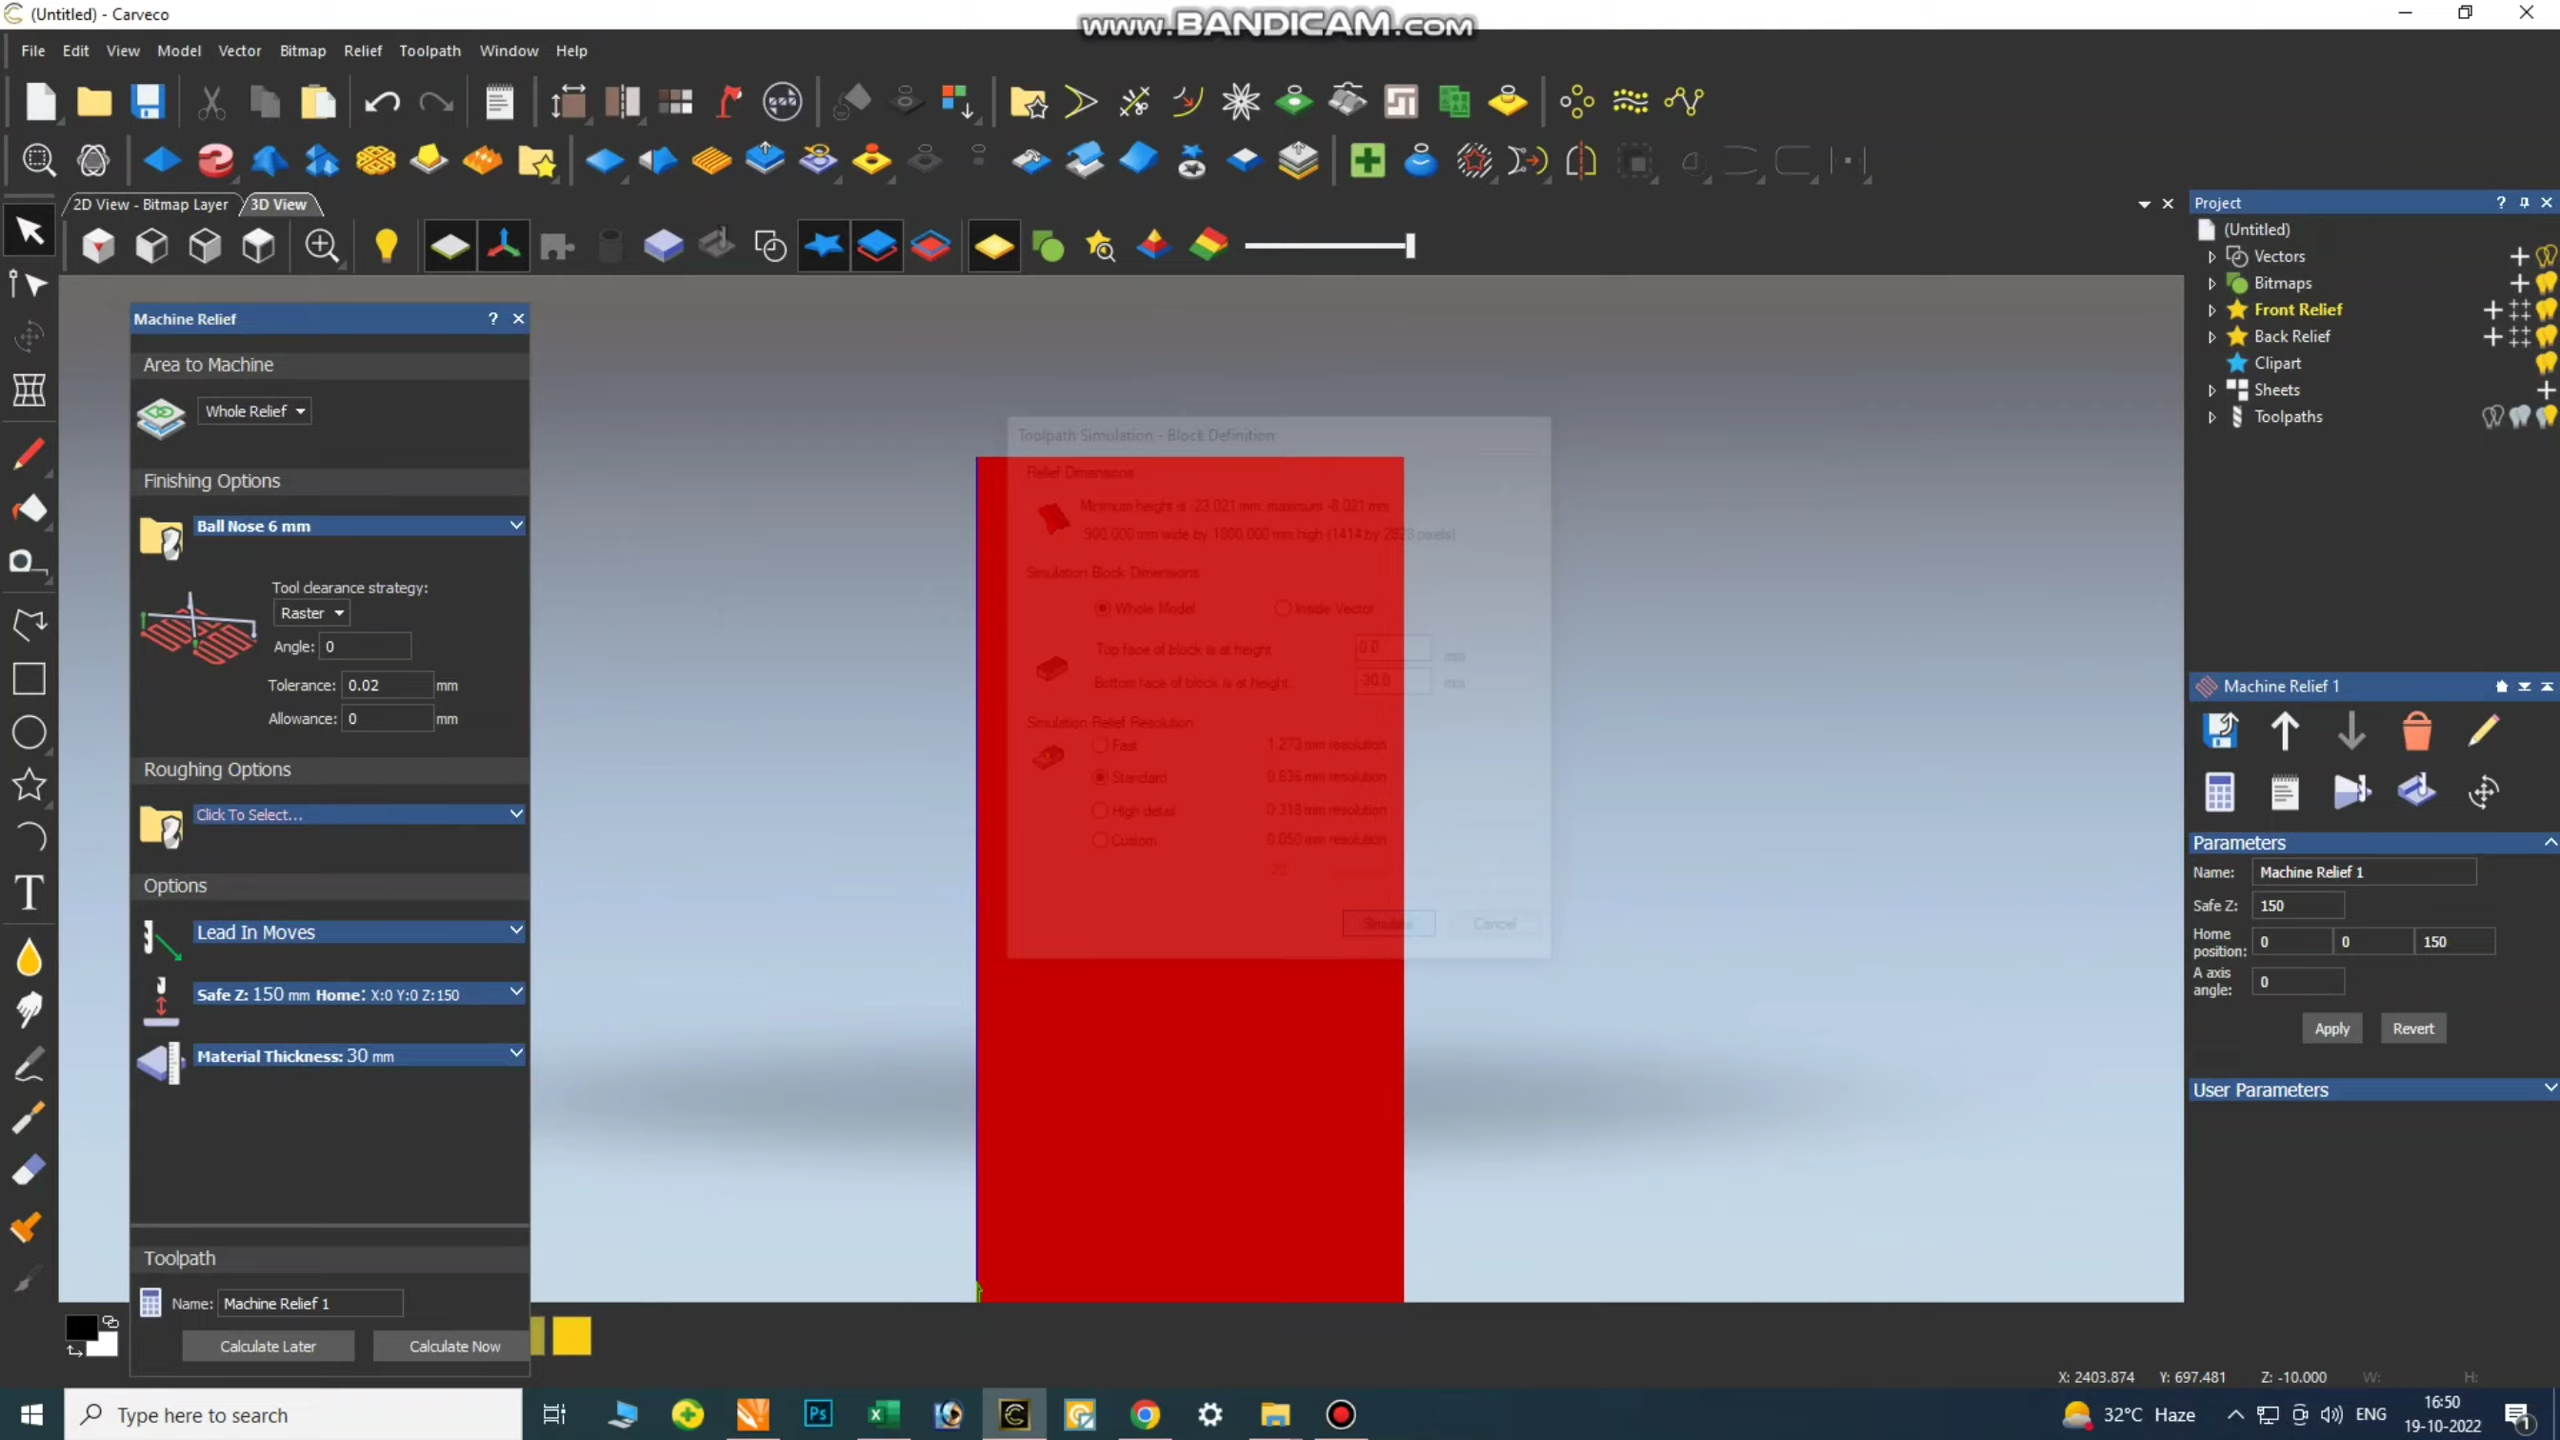 (Untitled) - Carveco
www.BANDICAM.com
File Edit View Model Vector Bitmap Relief Toolpath Window Help
2D View - Bitmap Layer
3D View
Machine Relief ? 
Area to Machine
Whole Relief
Finishing Options
Ball Nose 6 mm
Tool clearance strategy:
Raster
Angle: 0
Tolerance: 0.02 mm
Allowance: 0 mm
Roughing Options
Click To Select...
Options
Lead In Moves
Safe Z: 150 mm Home: X:0 Y:0 Z:150
Material Thickness: 30 mm
Toolpath
Name: Machine Relief 1
Calculate Later Calculate Now
Toolpath Simulation - Block Definition
Relief Dimensions
Minimum height is -23.021 mm, maximum -8.021 mm
900.000 mm wide by 1800.000 mm high (1414 by 2828 pixels)
Simulation Block Dimensions
Whole Model Inside Vector
Top face of block is at height 0.0 mm
Bottom face of block is at height: -30.0 mm
Simulation Relief Resolution
Fast 1.273 mm resolution
Standard 0.636 mm resolution
High detail 0.318 mm resolution
Custom 0.850 mm resolution
Simulate Cancel
Project ?
(Untitled)
Vectors
Bitmaps
Front Relief
Back Relief
Clipart
Sheets
Toolpaths
Machine Relief 1
Parameters
Name: Machine Relief 1
Safe Z: 150
Home position: 0 0 150
A axis angle: 0
Apply Revert
User Parameters
X: 2403.874 Y: 697.481 Z: -10.000 W: H:
Type here to search
Ps
32°C Haze
ENG
16:50
19-10-2022
1